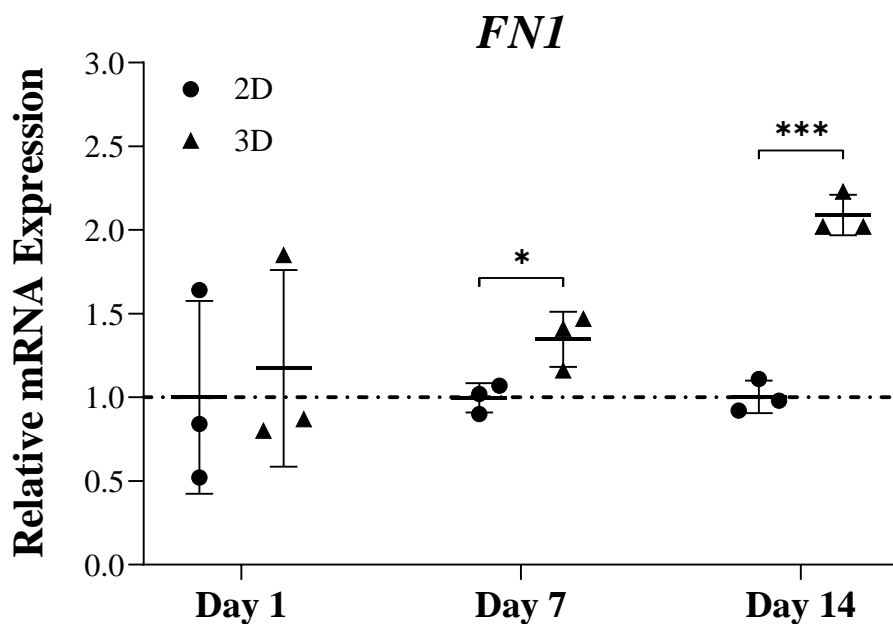 FN1
Relative mRNA Expression
3.0
2.5
2.0
1.5
1.0
0.5
0.0
2D
3D
*
***
Day 1
Day 7
Day 14